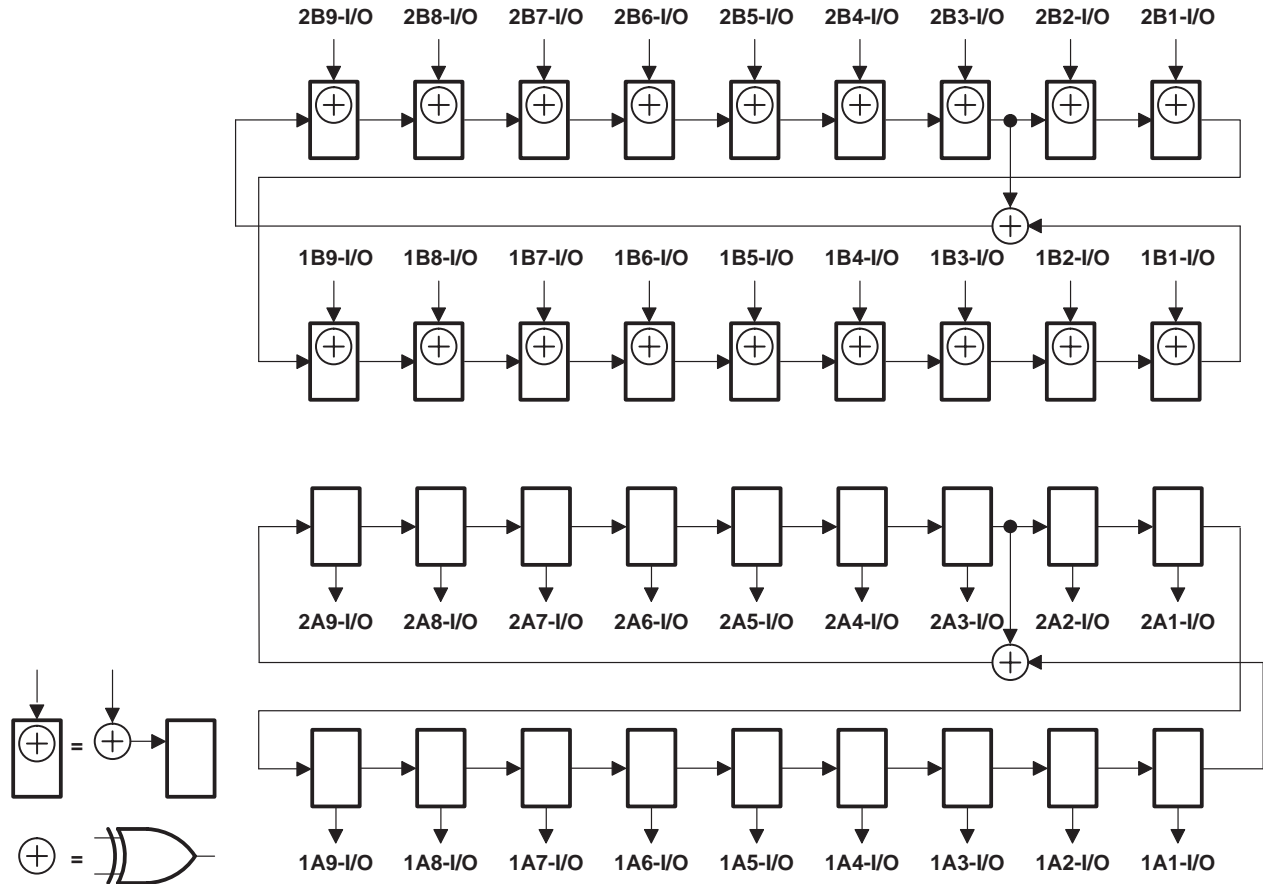 2B9-I/O 2B8-I/O 2B7-I/O 2B6-I/O 2B5-I/O 2B4-I/O 2B3-I/O 2B2-I/O 2B1-I/O
1B9-I/O 1B8-I/O 1B7-I/O 1B6-I/O 1B5-I/O 1B4-I/O 1B3-I/O 1B2-I/O 1B1-I/O
2A9-I/O 2A8-I/O 2A7-I/O 2A6-I/O 2A5-I/O 2A4-I/O 2A3-I/O 2A2-I/O 2A1-I/O
=
=
1A9-I/O 1A8-I/O 1A7-I/O 1A6-I/O 1A5-I/O 1A4-I/O 1A3-I/O 1A2-I/O 1A1-I/O